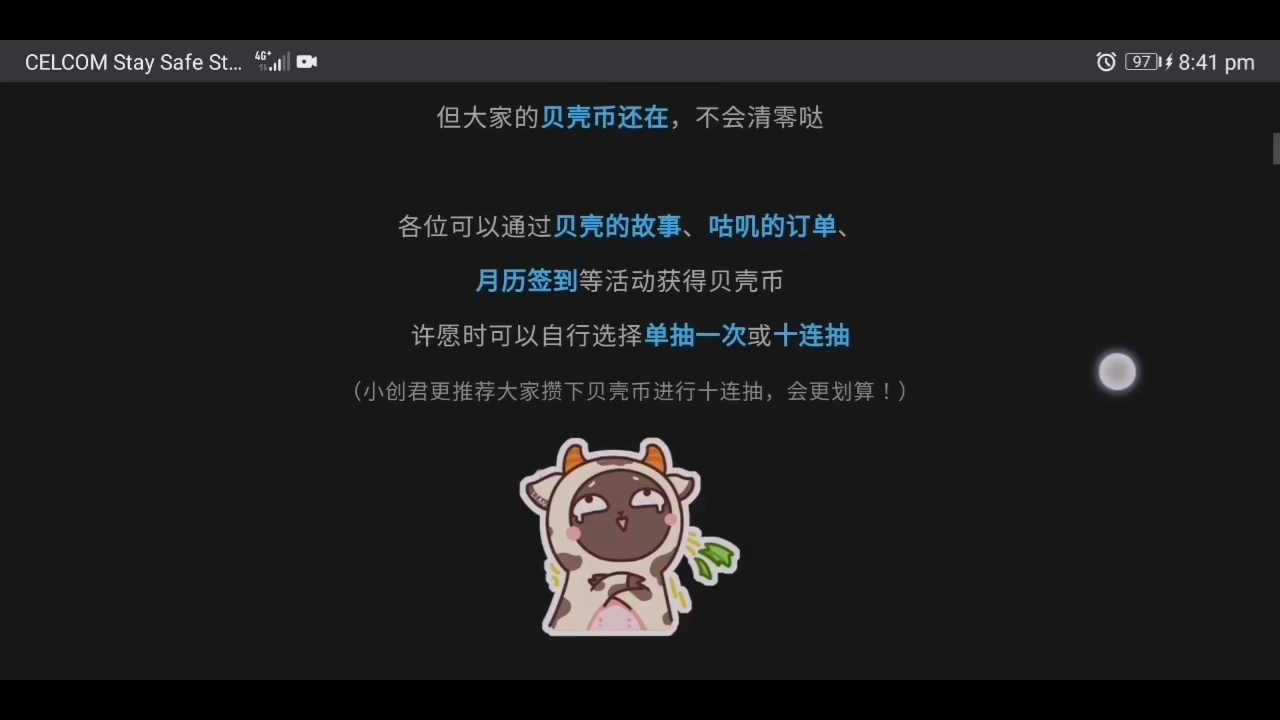 CELCOM Stay Safe St... 4G+ 97 8:41 pm
但大家的贝壳币还在，不会清零哒
各位可以通过贝壳的故事、咕叽的订单、
月历签到等活动获得贝壳币
许愿时可以自行选择单抽一次或十连抽
（小创君更推荐大家攒下贝壳币进行十连抽，会更划算！）